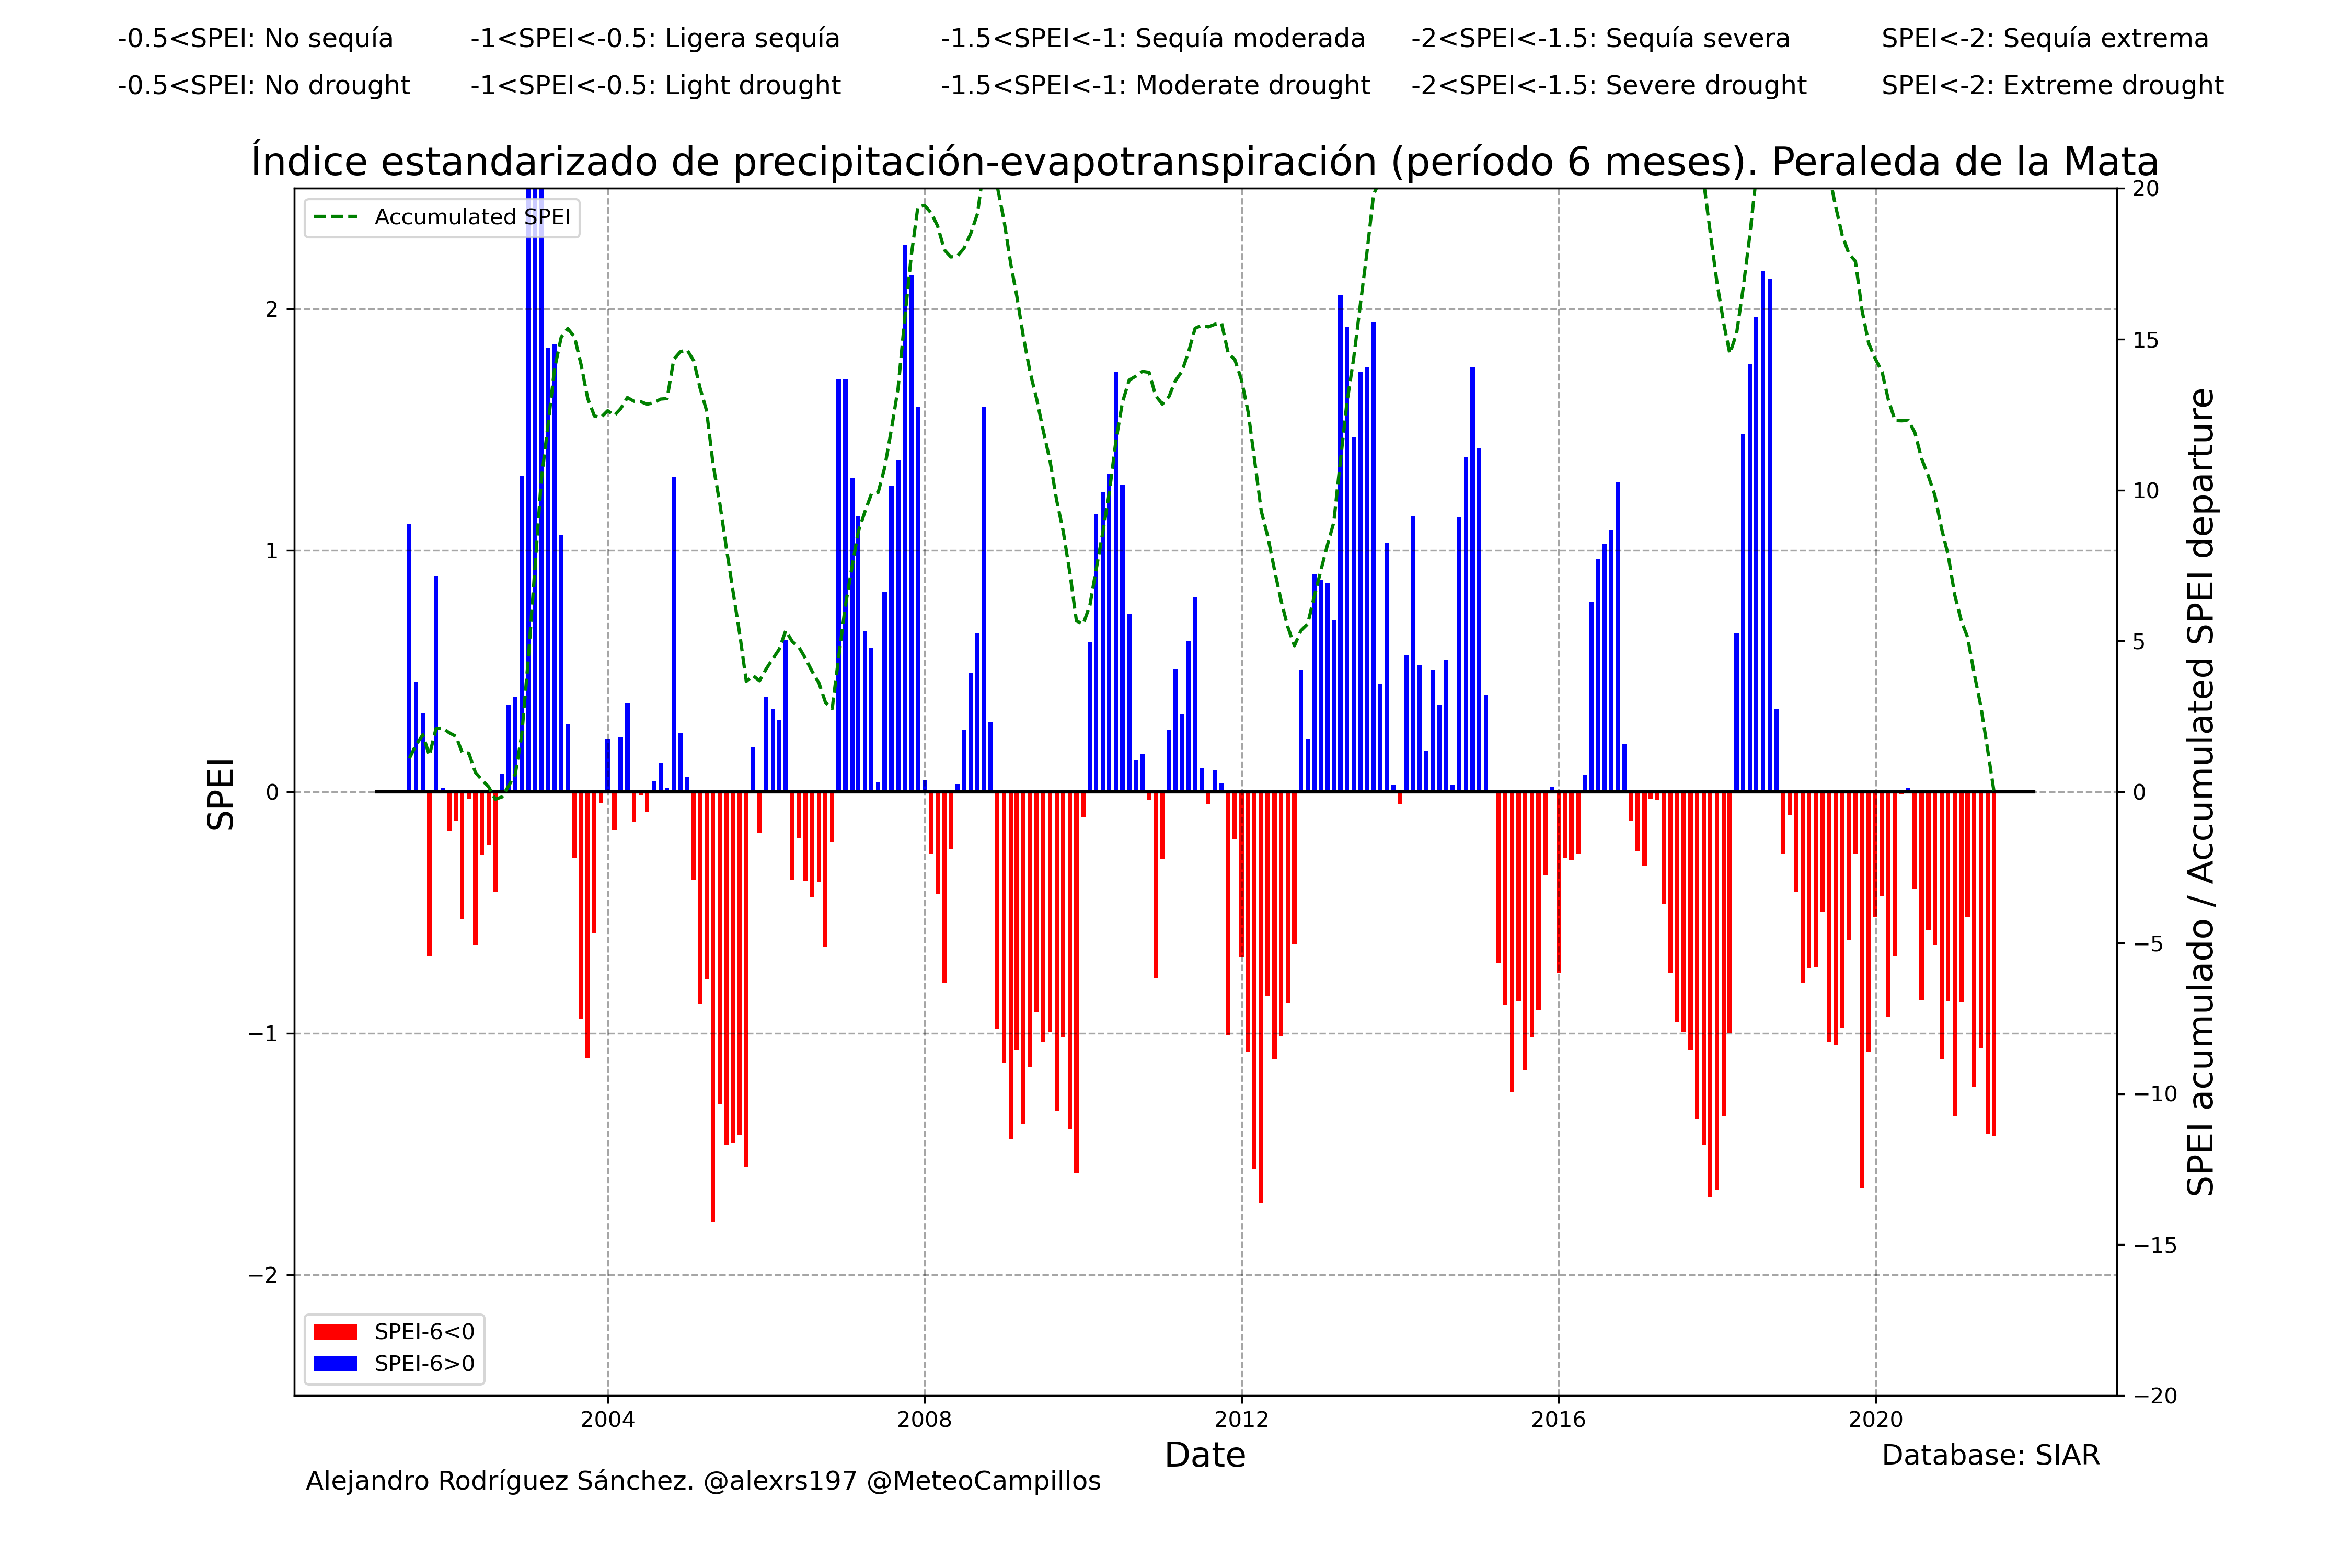 -0.5<SPEI: No sequía -1<SPEI<-0.5: Ligera sequía -1.5<SPEI<-1: Sequía moderada -2<SPEI<-1.5: Sequía severa SPEI<-2: Sequía extrema
-0.5<SPEI: No drought -1<SPEI<-0.5: Light drought -1.5<SPEI<-1: Moderate drought -2<SPEI<-1.5: Severe drought SPEI<-2: Extreme drought
Índice estandarizado de precipitación-evapotranspiración (período 6 meses). Peraleda de la Mata
Accumulated SPEI
SPEI
2
1
0
−1
−2
20
15
10
5
0
−5
−10
−15
−20
SPEI acumulado / Accumulated SPEI departure
SPEI-6<0
SPEI-6>0
2004 2008 2012 2016 2020
Date
Database: SIAR
Alejandro Rodríguez Sánchez. @alexrs197 @MeteoCampillos